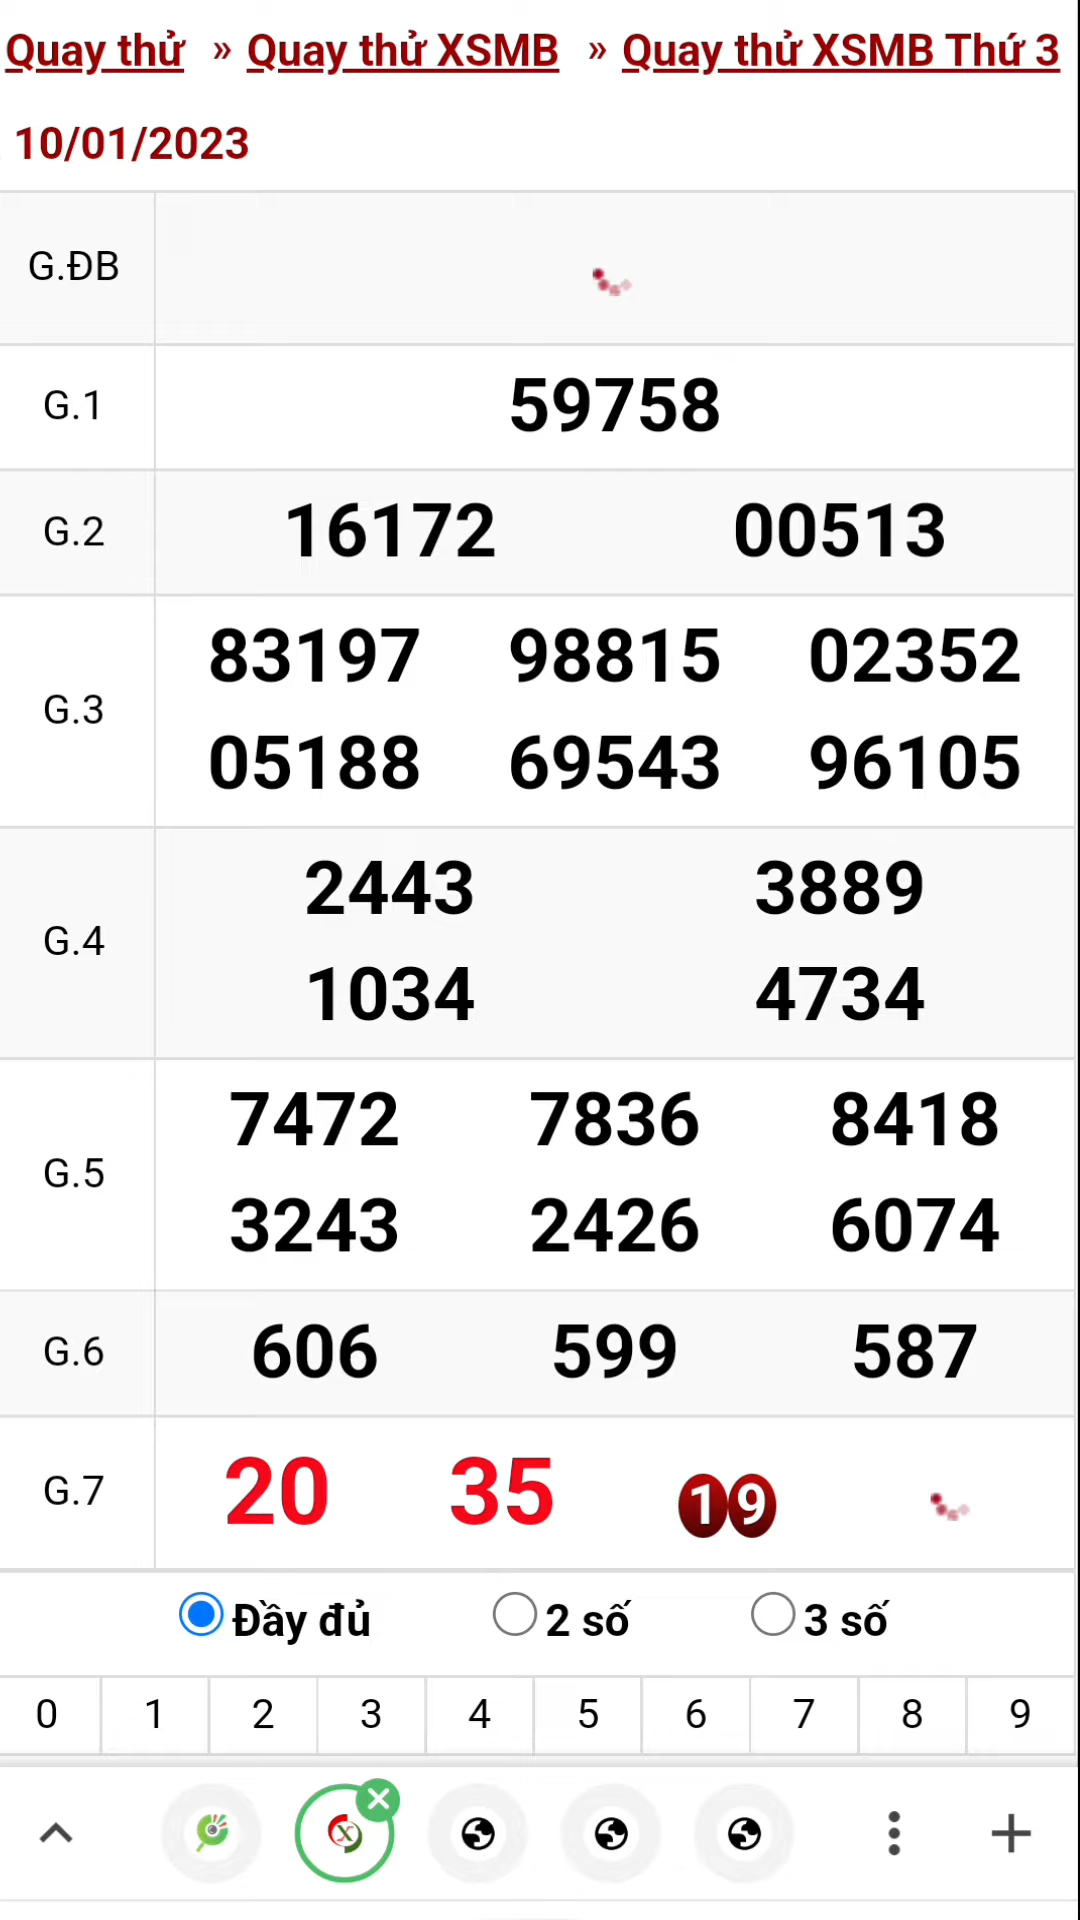 Quay thử » Quay thử XSMB » Quay thử XSMB Thứ 3
10/01/2023
G.ĐB
G.1 59758
G.2 16172 00513
G.3 83197 98815 02352
05188 69543 96105
G.4 2443 3889
1034 4734
G.5 7472 7836 8418
3243 2426 6074
G.6 606 599 587
G.7 20 35 19
Đầy đủ 2 số 3 số
0 1 2 3 4 5 6 7 8 9